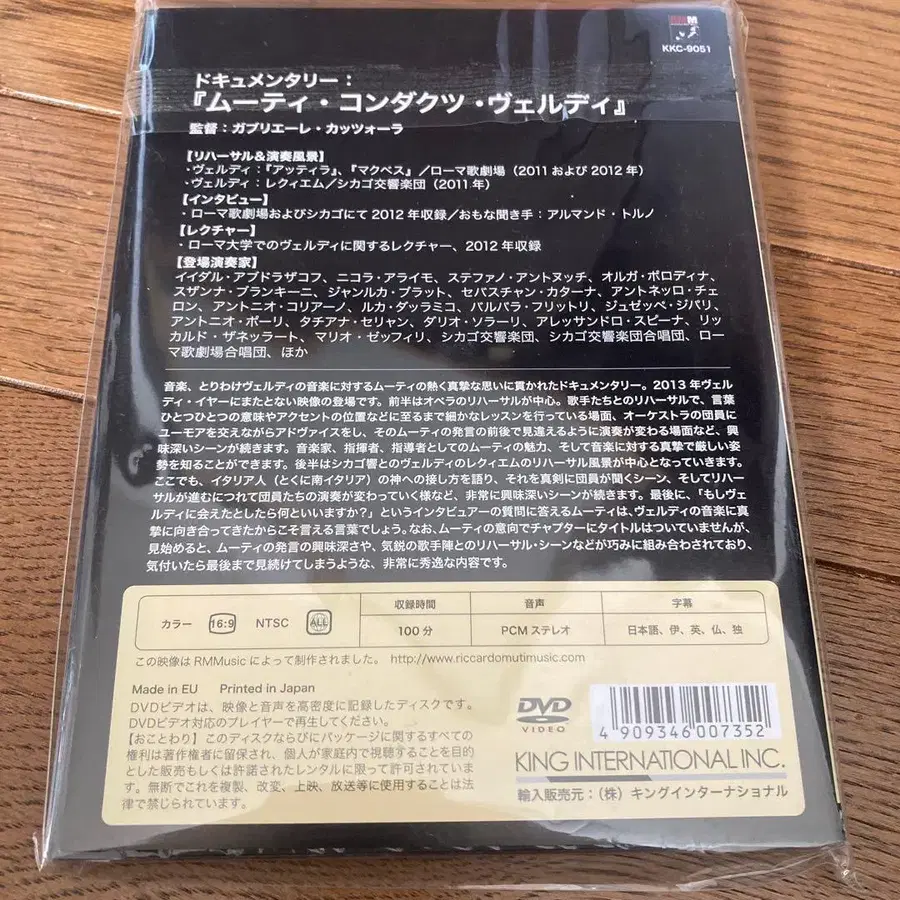 RMM
KKC-9051
ドキュメンタリー：
『ムーティ・コンダクツ・ヴェルディ』
監督：ガブリエーレ・カッツォーラ
【リハーサル＆演奏風景】
・ヴェルディ：『アッティラ』、『マクベス』／ローマ歌劇場（2011 および 2012 年）
・ヴェルディ：レクィエム／シカゴ交響楽団（2011 年）
【インタビュー】
・ローマ歌劇場およびシカゴにて 2012 年収録／おもな聞き手：アルマンド・トルノ
【レクチャー】
・ローマ大学でのヴェルディに関するレクチャー、2012 年収録
【登場演奏家】
イイダル・アブドラザコフ、ニコラ・アライモ、ステファノ・アントヌッチ、オルガ・ボロディナ、
スザンナ・ブランキーニ、ジャンルカ・ブラット、セバスチャン・カターナ、アントネッロ・チェ
ロン、アントニオ・コリアーノ、ルカ・ダッラミコ、バルバラ・フリットリ、ジュゼッペ・ジパリ、
アントニオ・ポーリ、タチアナ・セリャン、ダリオ・ソラーリ、アレッサンドロ・スピーナ、リッ
カルド・ザネッラート、マリオ・ゼッフィリ、シカゴ交響楽団、シカゴ交響楽団合唱団、ロー
マ歌劇場合唱団、ほか
音楽、とりわけヴェルディの音楽に対するムーティの熱く真摯な思いに貫かれたドキュメンタリー。2013 年ヴェル
ディ・イヤーにまたとない映像の登場です。前半はオペラのリハーサルが中心。歌手たちとのリハーサルで、言葉
ひとつひとつの意味やアクセントの位置などに至るまで細かなレッスンを行っている場面、オーケストラの団員に
ユーモアを交えながらアドヴァイスをし、そのムーティの発言の前後で見違えるように演奏が変わる場面など、興
味深いシーンが続きます。音楽家、指揮者、指導者としてのムーティの魅力、そして音楽に対する真摯で厳しい姿
勢を知ることができます。後半はシカゴ響とのヴェルディのレクイエムのリハーサル風景が中心となっていきます。
ここでも、イタリア人（とくに南イタリア）の神への接し方を語り、それを真剣に団員が聞くシーン、そしてリハー
サルが進むにつれて団員たちの演奏が変わっていく様など、非常に興味深いシーンが続きます。最後に、「もしヴェ
ルディに会えたとしたら何といいますか？」というインタビュアーの質問に答えるムーティは、ヴェルディの音楽に真
摯に向き合ってきたからこそ言える言葉でしょう。なお、ムーティの意向でチャプターにタイトルはついていませんが、
見始めると、ムーティの発言の興味深さや、気鋭の歌手陣とのリハーサル・シーンなどが巧みに組み合わされており、
気付いたら最後まで見続けてしまうような、非常に秀逸な内容です。
カラー 16:9 NTSC ALL
収録時間 音声 字幕
100 分 PCM ステレオ 日本語、伊、英、仏、独
この映像は RMMusic によって制作されました。 http://www.riccardomutimusic.com
Made in EU Printed in Japan
DVDビデオは、映像と音声を高密度に記録したディスクです。
DVDビデオ対応のプレイヤーで再生してください。
【おことわり】このディスクならびにパッケージに関するすべての
権利は著作権者に留保され、個人が家庭内で視聴することを目的
とした販売もしくは許諾されたレンタルに限って許可されています
。無断でこれを複製、改変、上映、放送等に使用することは法
律で禁じられています。
DVD
VIDEO
4 909346 007352
KING INTERNATIONAL INC.
輸入販売元：（株）キングインターナショナル